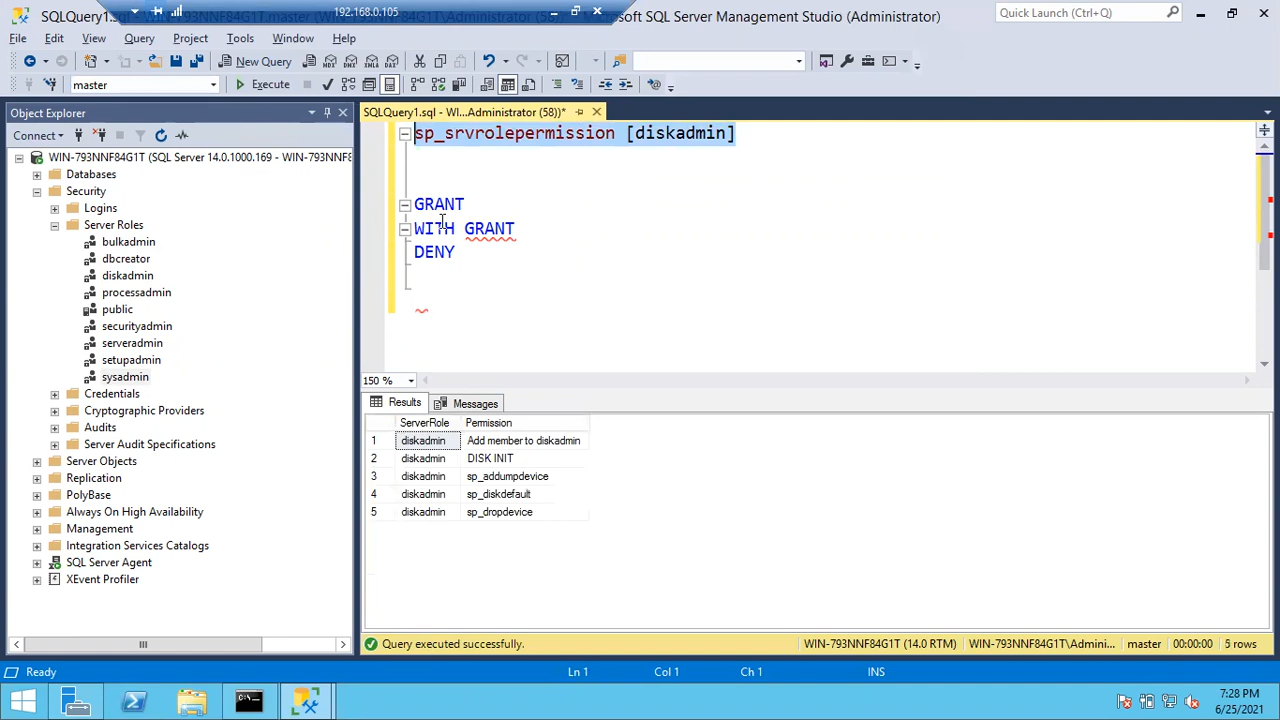 SQLQuery1.sql - WIN-793NNF84G1T.master (WIN-793NNF84G1T\Admini
192.168.0.105
osoft SQL Server Management Studio (Administrator)
Quick Launch (Ctrl+Q)
File Edit View Query Project Tools Window Help
New Query
MDX DMX XMLA DAX
master
Execute
Object Explorer
SQLQuery1.sql - WI...Administrator (58))*
Connect
WIN-793NNF84G1T (SQL Server 14.0.1000.169 - WIN-793NNF84G
Databases
Security
Logins
Server Roles
bulkadmin
dbcreator
diskadmin
processadmin
public
securityadmin
serveradmin
setupadmin
sysadmin
Credentials
Cryptographic Providers
Audits
Server Audit Specifications
Server Objects
Replication
PolyBase
Always On High Availability
Management
Integration Services Catalogs
SQL Server Agent
XEvent Profiler
sp_srvrolepermission [diskadmin]
GRANT
WITH GRANT
DENY
150 %
Results Messages
ServerRole Permission
1 diskadmin Add member to diskadmin
2 diskadmin DISK INIT
3 diskadmin sp_addumpdevice
4 diskadmin sp_diskdefault
5 diskadmin sp_dropdevice
Query executed successfully. WIN-793NNF84G1T (14.0 RTM) WIN-793NNF84G1T\Admini... master 00:00:00 5 rows
Ready Ln 1 Col 1 Ch 1 INS
7:28 PM
6/25/2021